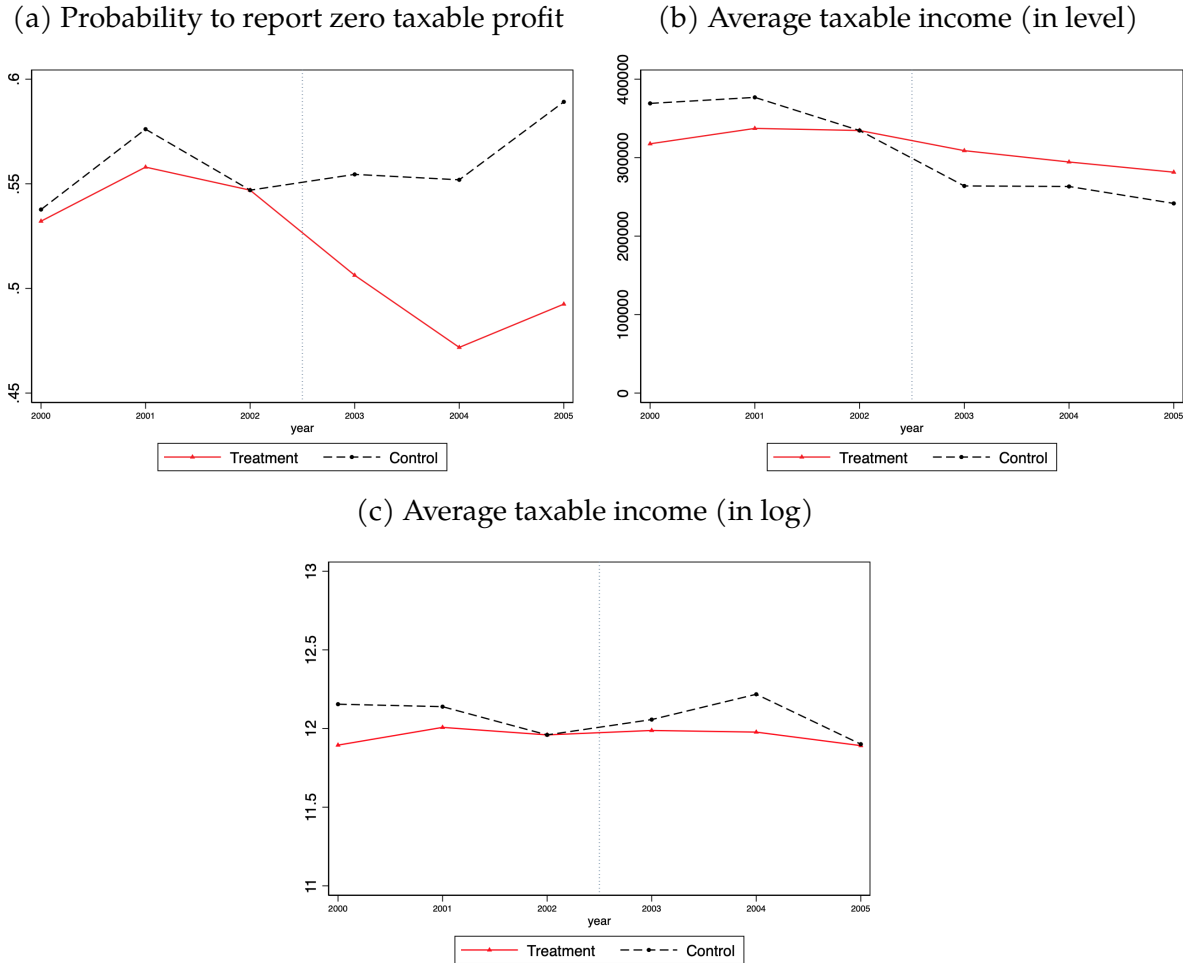 (a) Probability to report zero taxable profit
.6
.55
.5
.45
2000 2001 2002 2003 2004 2005
year
Treatment Control
(b) Average taxable income (in level)
400000
300000
200000
100000
0
2000 2001 2002 2003 2004 2005
year
Treatment Control
(c) Average taxable income (in log)
13
12.5
12
11.5
11
2000 2001 2002 2003 2004 2005
year
Treatment Control